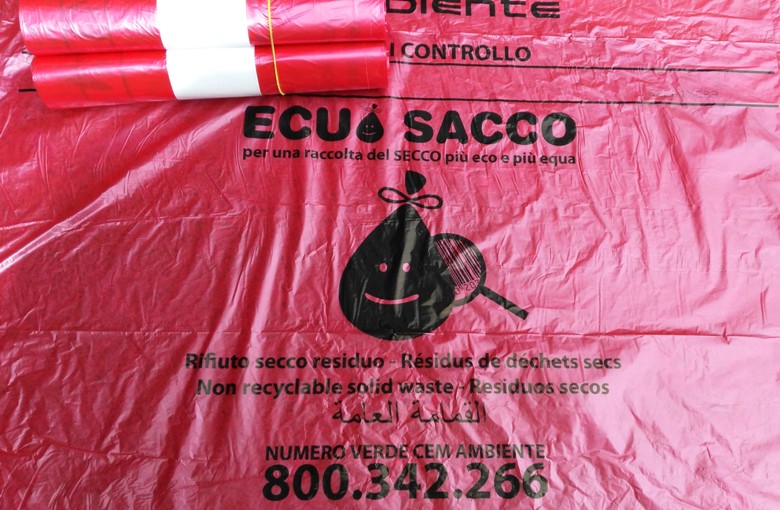 CONTROLLO
ECUO SACCO
per una raccolta del SECCO più eco e più equa
Rifiuto secco residuo - Résidus de déchets secs
Non recyclable solid waste - Residuos secos
القمامة العامة
NUMERO VERDE CEM AMBIENTE
800.342.266